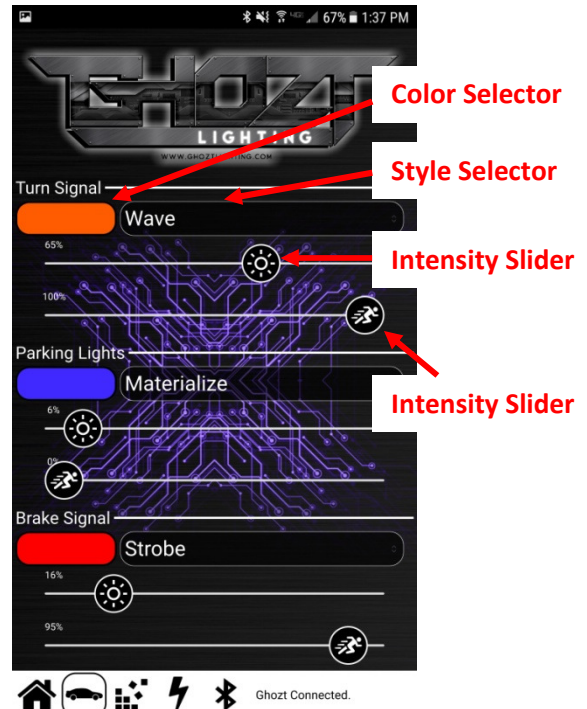 4G 67% 1:37 PM
GHOZT
LIGHTING
WWW.GHOZTLIGHTING.COM
Color Selector
Style Selector
Turn Signal
Wave
65%
Intensity Slider
100%
Parking Lights
Materialize
Intensity Slider
6%
0%
Brake Signal
Strobe
16%
95%
Ghozt Connected.